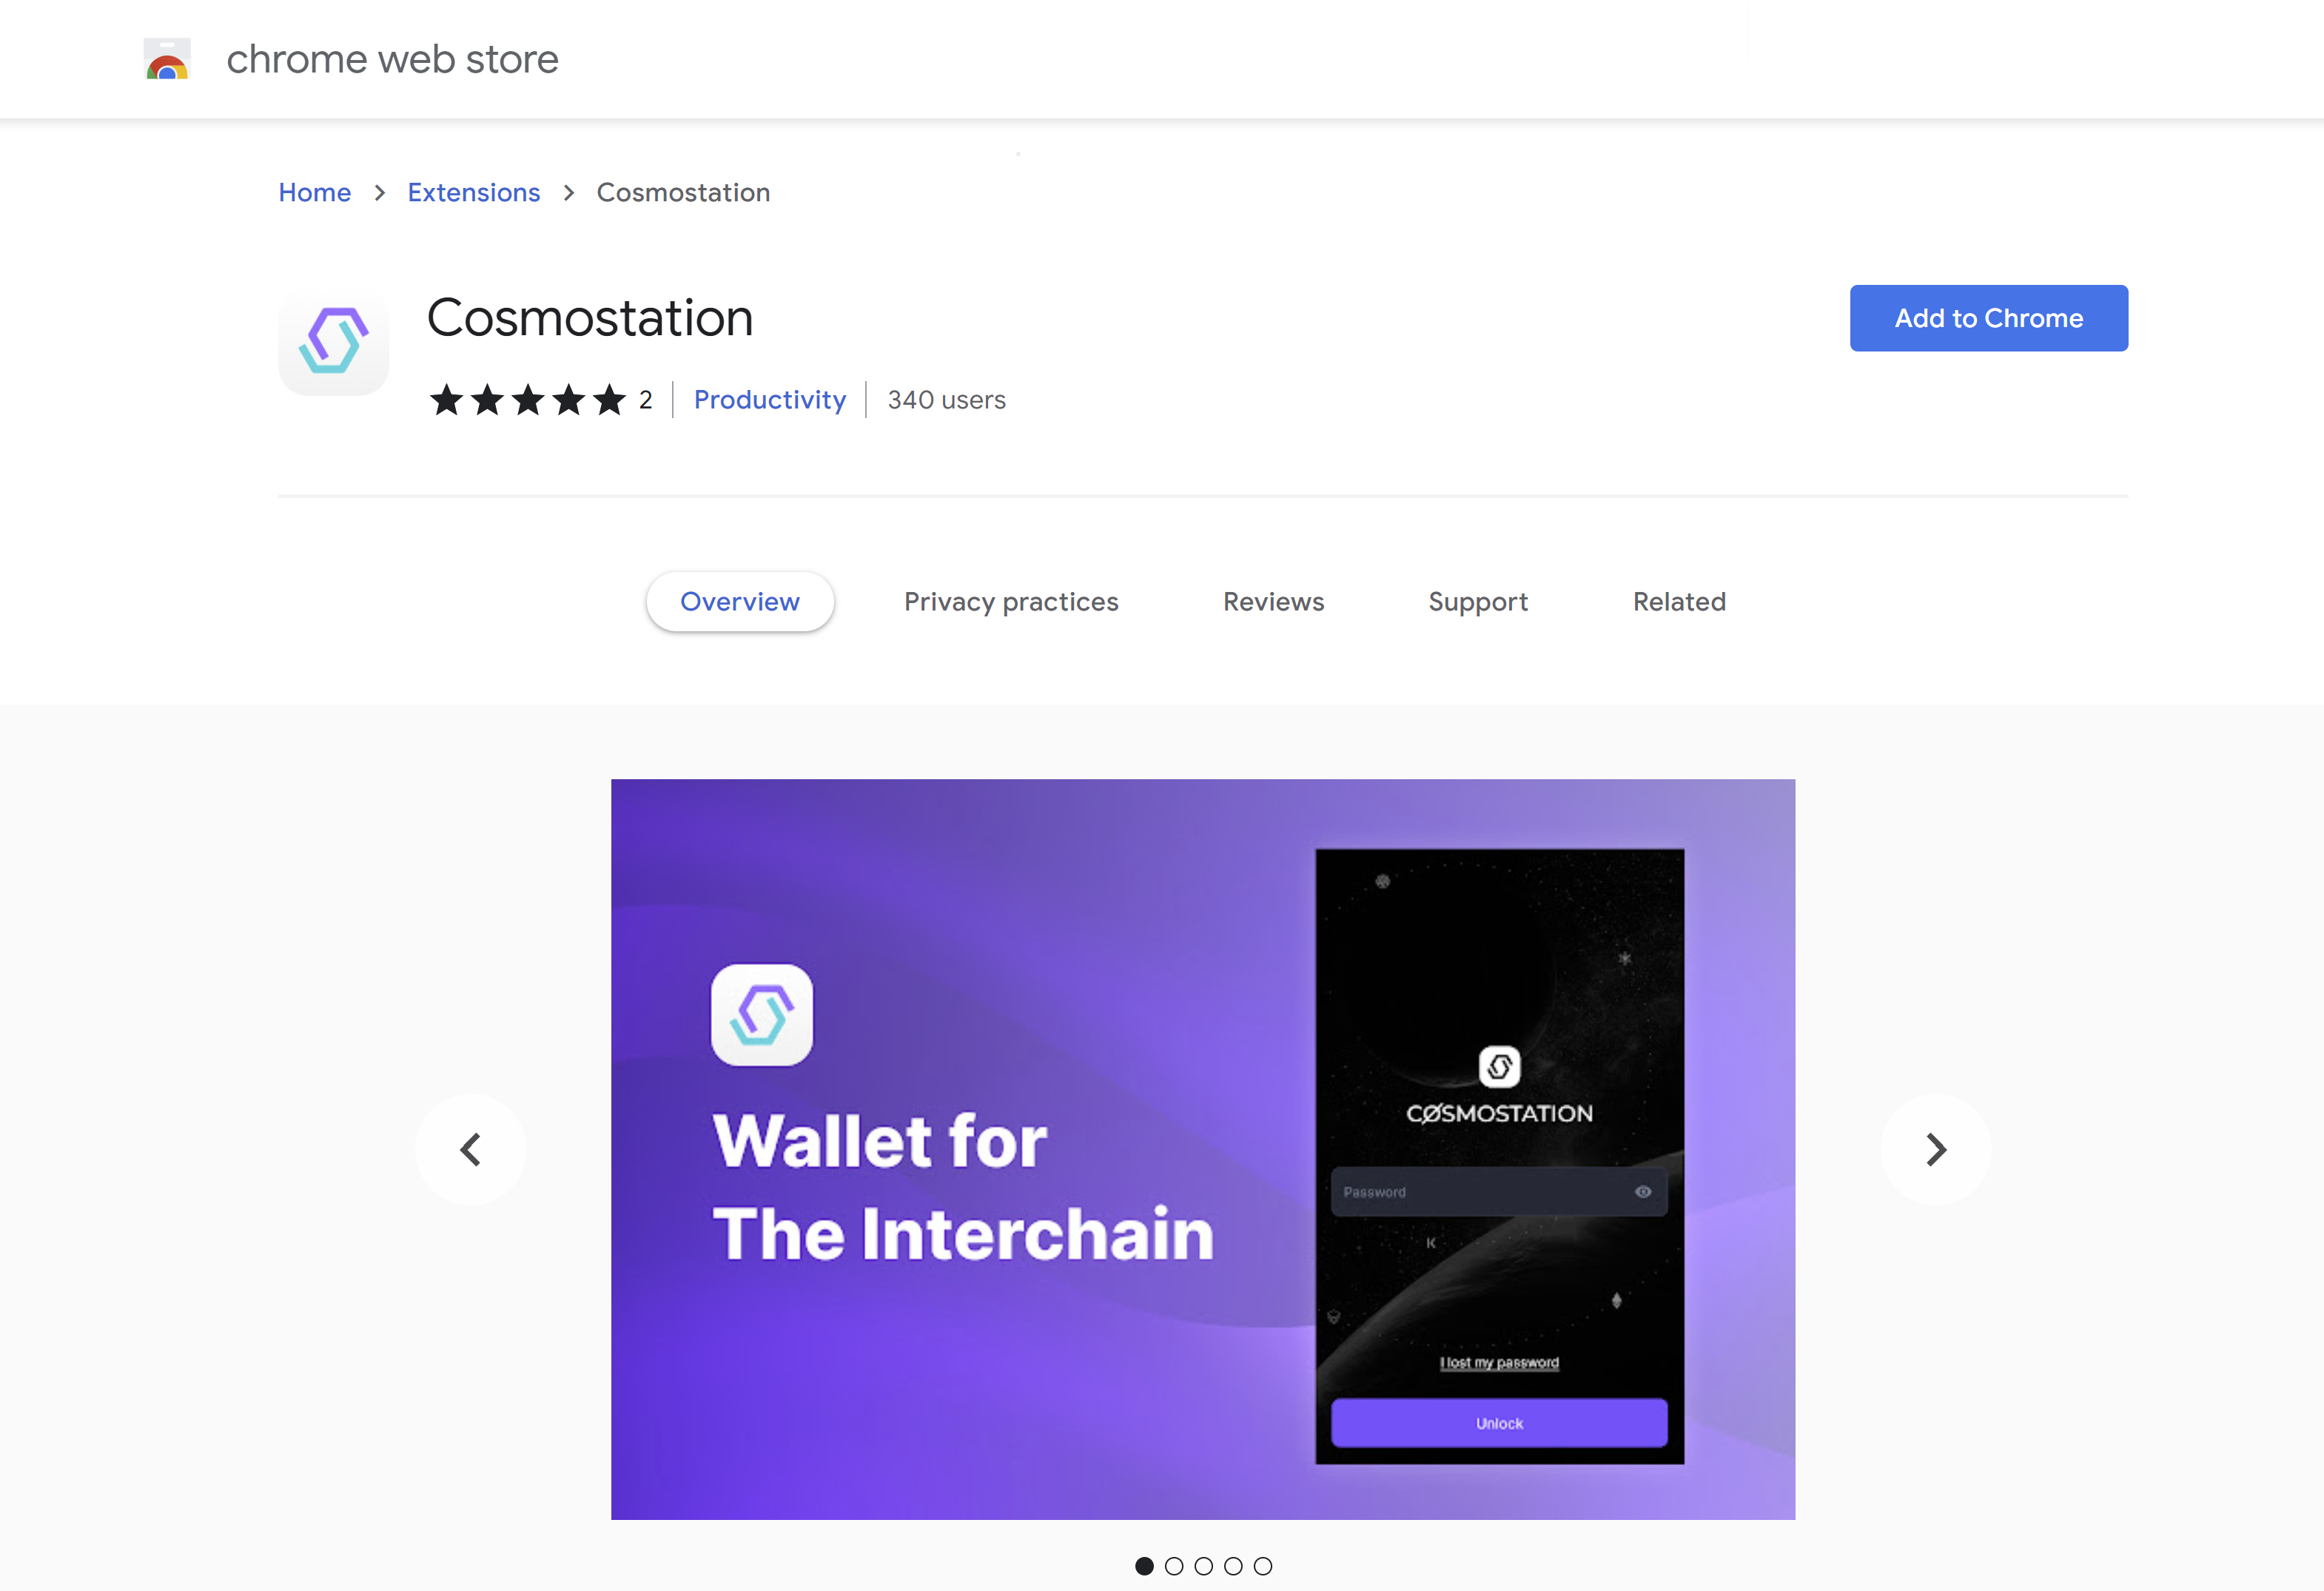 chrome web store
Home > Extensions > Cosmostation
Cosmostation
Add to Chrome
2 | Productivity | 340 users
Overview Privacy practices Reviews Support Related
Wallet for
The Interchain
CØSMOSTATION
Password
I lost my password
Unlock